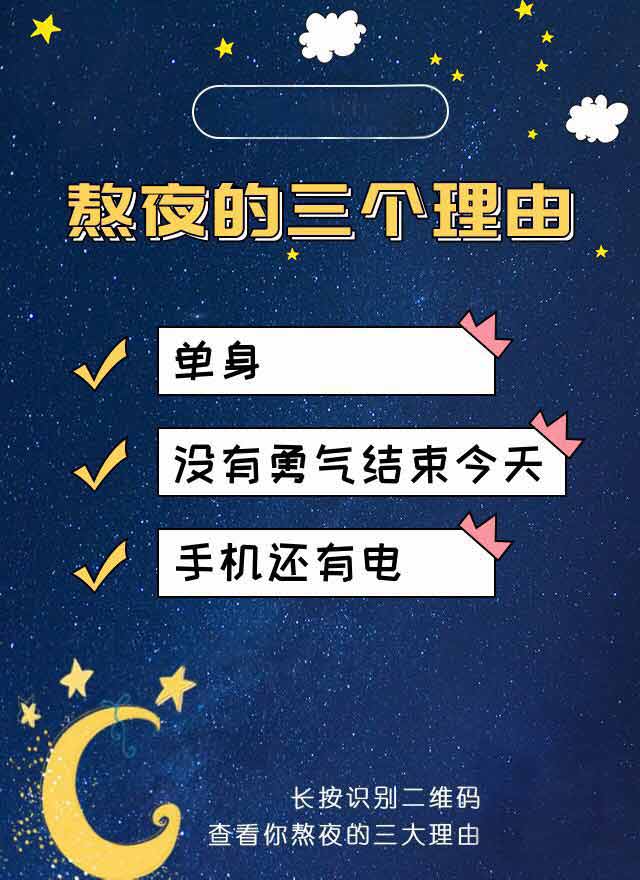 熬夜的三个理由
单身
没有勇气结束今天
手机还有电
长按识别二维码
查看你熬夜的三大理由